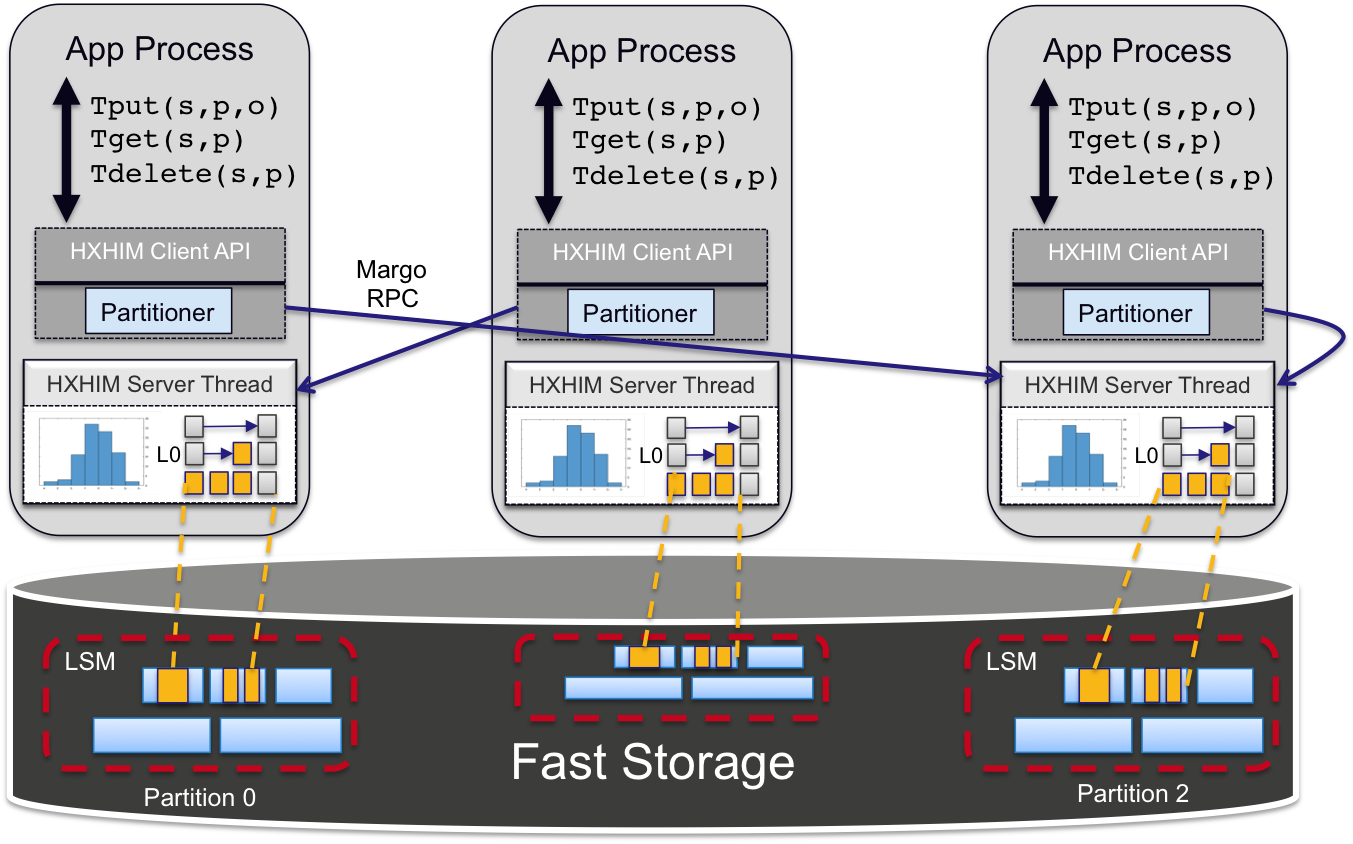 App Process
Tput(s,p,o)
Tget(s,p)
Tdelete(s,p)
HXHIM Client API
Partitioner
HXHIM Server Thread
L0
Margo
RPC
App Process
Tput(s,p,o)
Tget(s,p)
Tdelete(s,p)
HXHIM Client API
Partitioner
HXHIM Server Thread
L0
App Process
Tput(s,p,o)
Tget(s,p)
Tdelete(s,p)
HXHIM Client API
Partitioner
HXHIM Server Thread
L0
LSM
Partition 0
Fast Storage
LSM
Partition 2